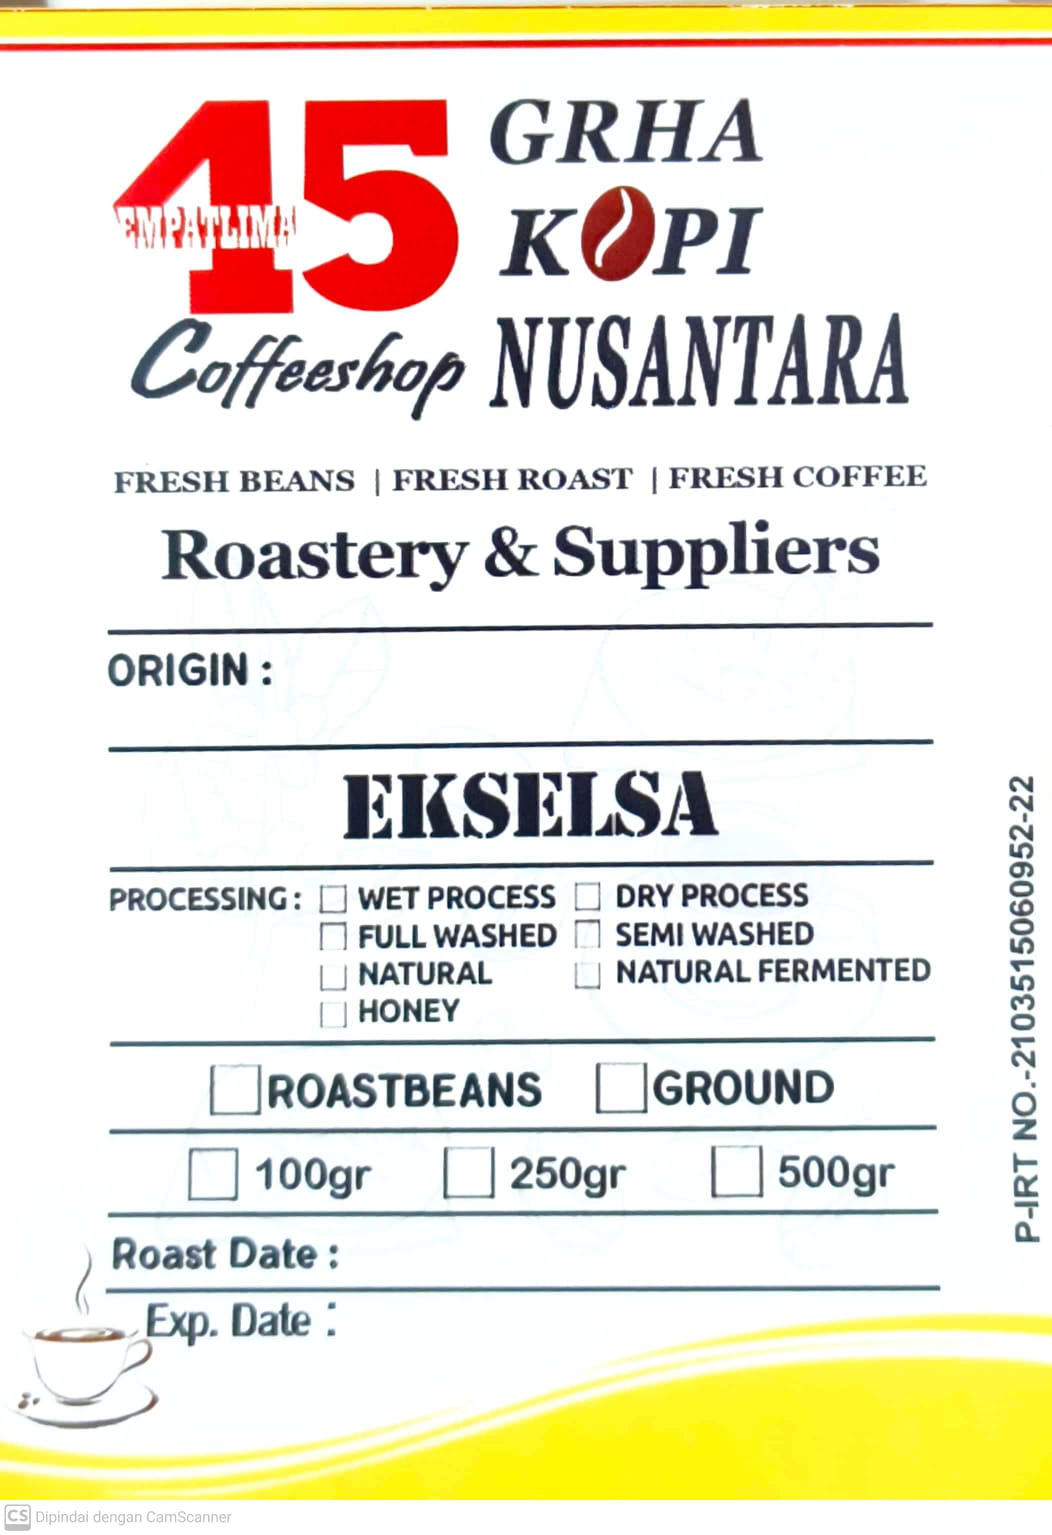 45
EMPATLIMA
Coffeeshop
GRHA
KOPI
NUSANTARA
FRESH BEANS | FRESH ROAST | FRESH COFFEE
Roastery & Suppliers
ORIGIN :
EKSELSA
PROCESSING : WET PROCESS DRY PROCESS
FULL WASHED SEMI WASHED
NATURAL NATURAL FERMENTED
HONEY
ROASTBEANS GROUND
100gr 250gr 500gr
Roast Date :
Exp. Date :
P-IRT NO.-2103515060952-22
CS Dipindai dengan CamScanner